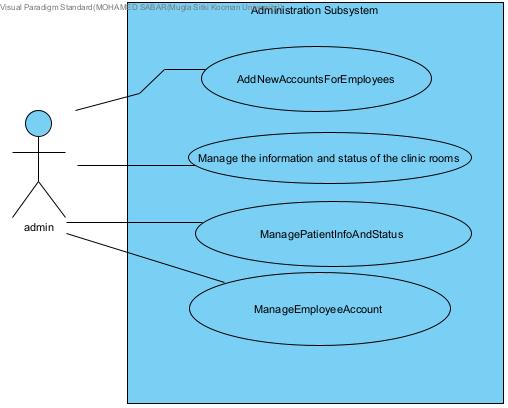 Visual Paradigm Standard(MOHAMED SABAR(Mugla Sitki Kocman
Administration Subsystem
AddNewAccountsForEmployees
Manage the information and status of the clinic rooms
admin
ManagePatientInfoAndStatus
ManageEmployeeAccount